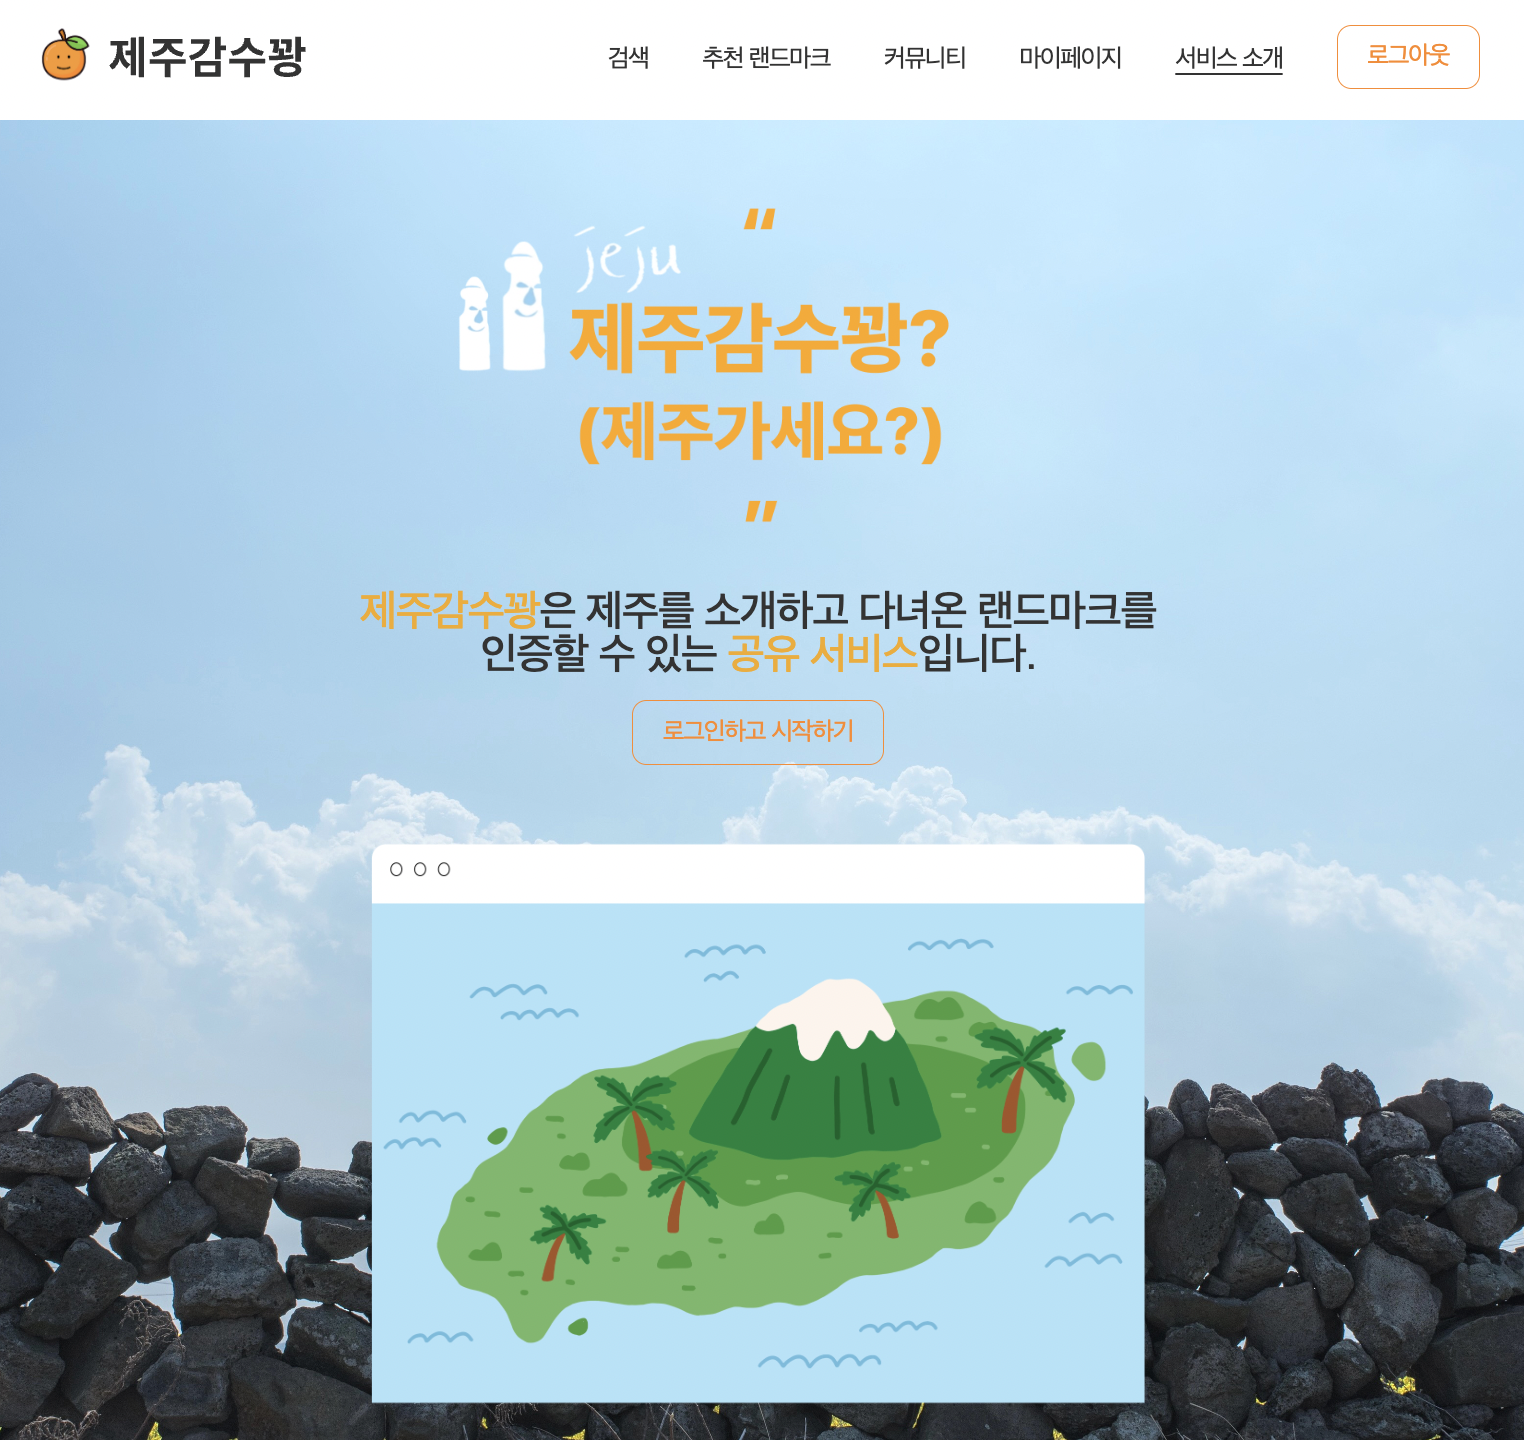 제주감수꽝
검색 추천 랜드마크 커뮤니티 마이페이지 서비스 소개 로그아웃
“
jeju
제주감수꽝?
(제주가세요?)
”
제주감수꽝은 제주를 소개하고 다녀온 랜드마크를
인증할 수 있는 공유 서비스입니다.
로그인하고 시작하기